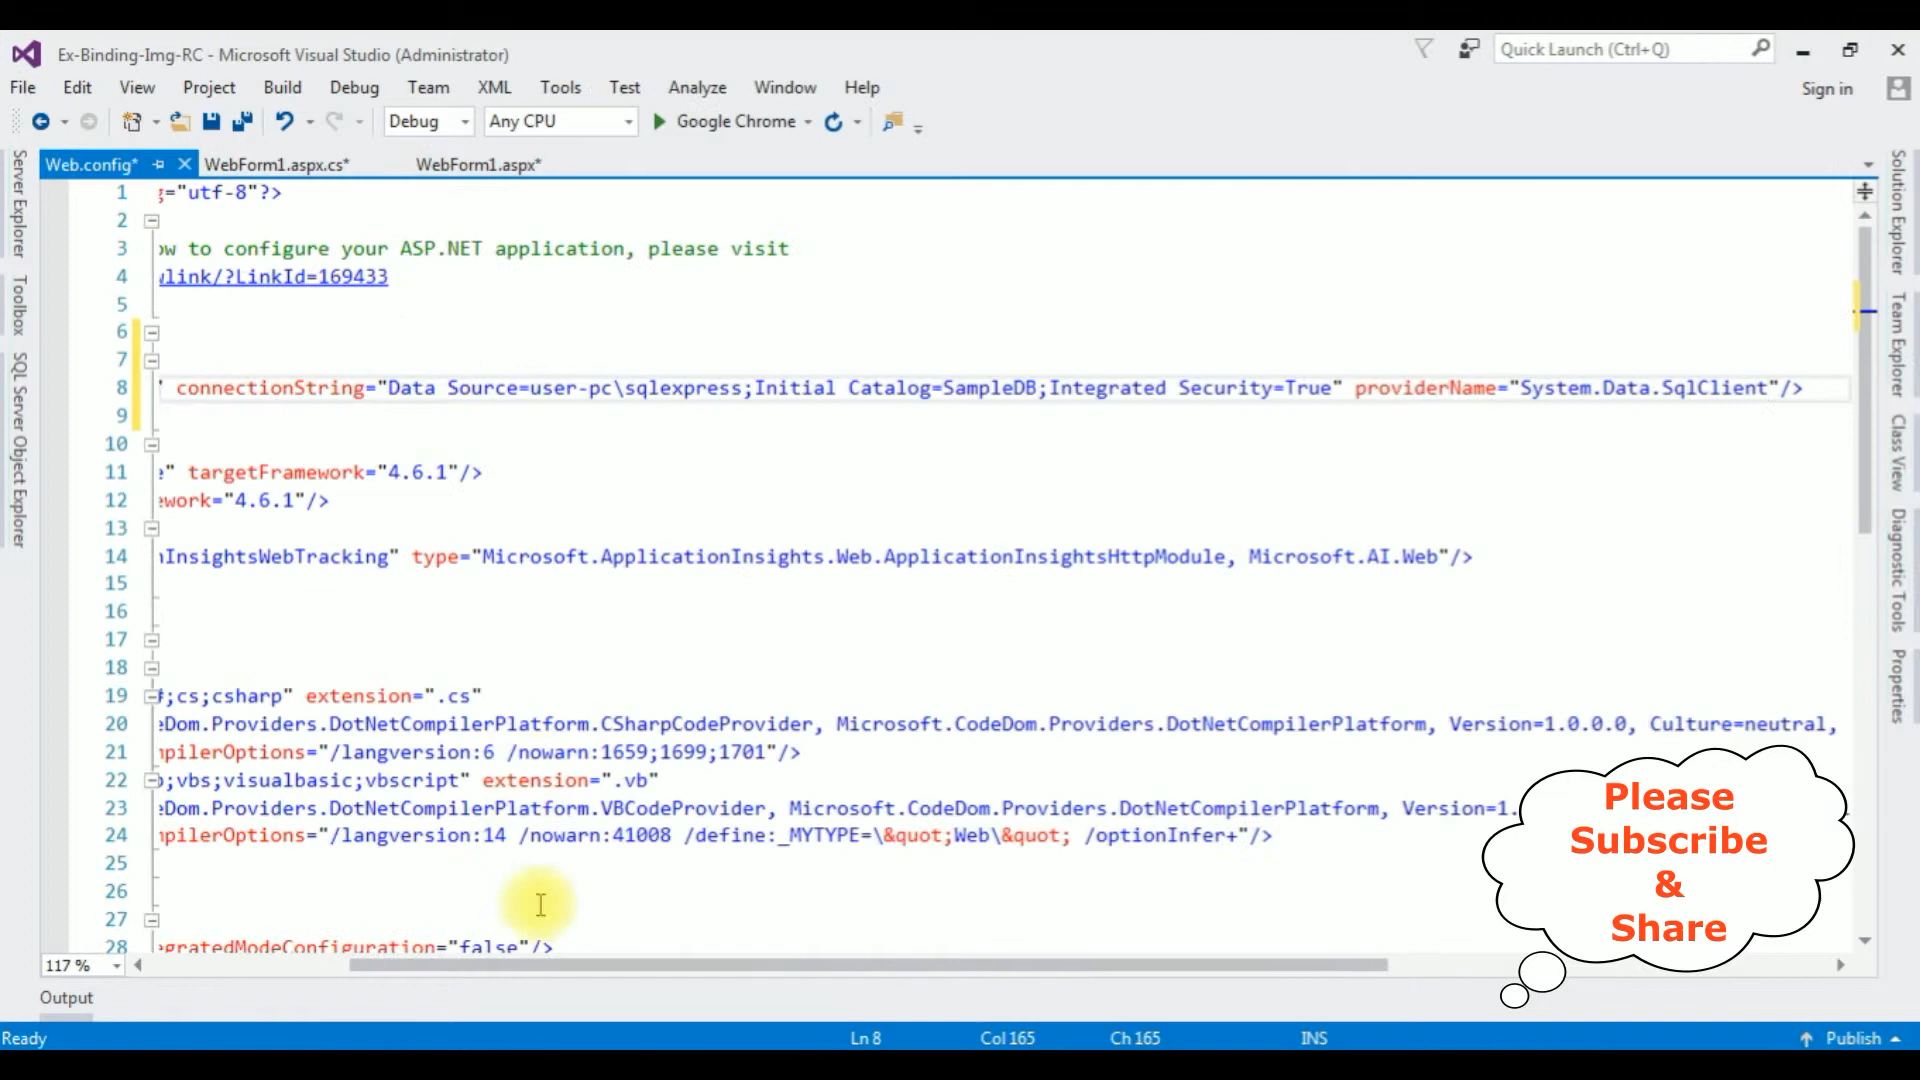 Ex-Binding-Img-RC - Microsoft Visual Studio (Administrator)
Quick Launch (Ctrl+Q)
File Edit View Project Build Debug Team XML Tools Test Analyze Window Help
Sign in
Debug Any CPU Google Chrome
Web.config* WebForm1.aspx.cs* WebForm1.aspx*
Server Explorer
Toolbox
SQL Server Object Explorer
1 ="utf-8"?>
2
3 ow to configure your ASP.NET application, please visit
4 link/?LinkId=169433
5
6
7
8 " connectionString="Data Source=user-pc\sqlexpress;Initial Catalog=SampleDB;Integrated Security=True" providerName="System.Data.SqlClient"/>
9
10
11 " targetFramework="4.6.1"/>
12 ework="4.6.1"/>
13
14 nInsightsWebTracking" type="Microsoft.ApplicationInsights.Web.ApplicationInsightsHttpModule, Microsoft.AI.Web"/>
15
16
17
18
19 ;cs;csharp" extension=".cs"
20 eDom.Providers.DotNetCompilerPlatform.CSharpCodeProvider, Microsoft.CodeDom.Providers.DotNetCompilerPlatform, Version=1.0.0.0, Culture=neutral,
21 mpilerOptions="/langversion:6 /nowarn:1659;1699;1701"/>
22 ;vbs;visualbasic;vbscript" extension=".vb"
23 eDom.Providers.DotNetCompilerPlatform.VBCodeProvider, Microsoft.CodeDom.Providers.DotNetCompilerPlatform, Version=1.
24 mpilerOptions="/langversion:14 /nowarn:41008 /define:_MYTYPE=\&quot;Web\&quot; /optionInfer+"/>
25
26
27
28 egratedModeConfiguration="false"/>
Solution Explorer
Team Explorer
Class View
Diagnostic Tools
Properties
Please
Subscribe
&
Share
117 %
Output
Ready Ln 8 Col 165 Ch 165 INS Publish